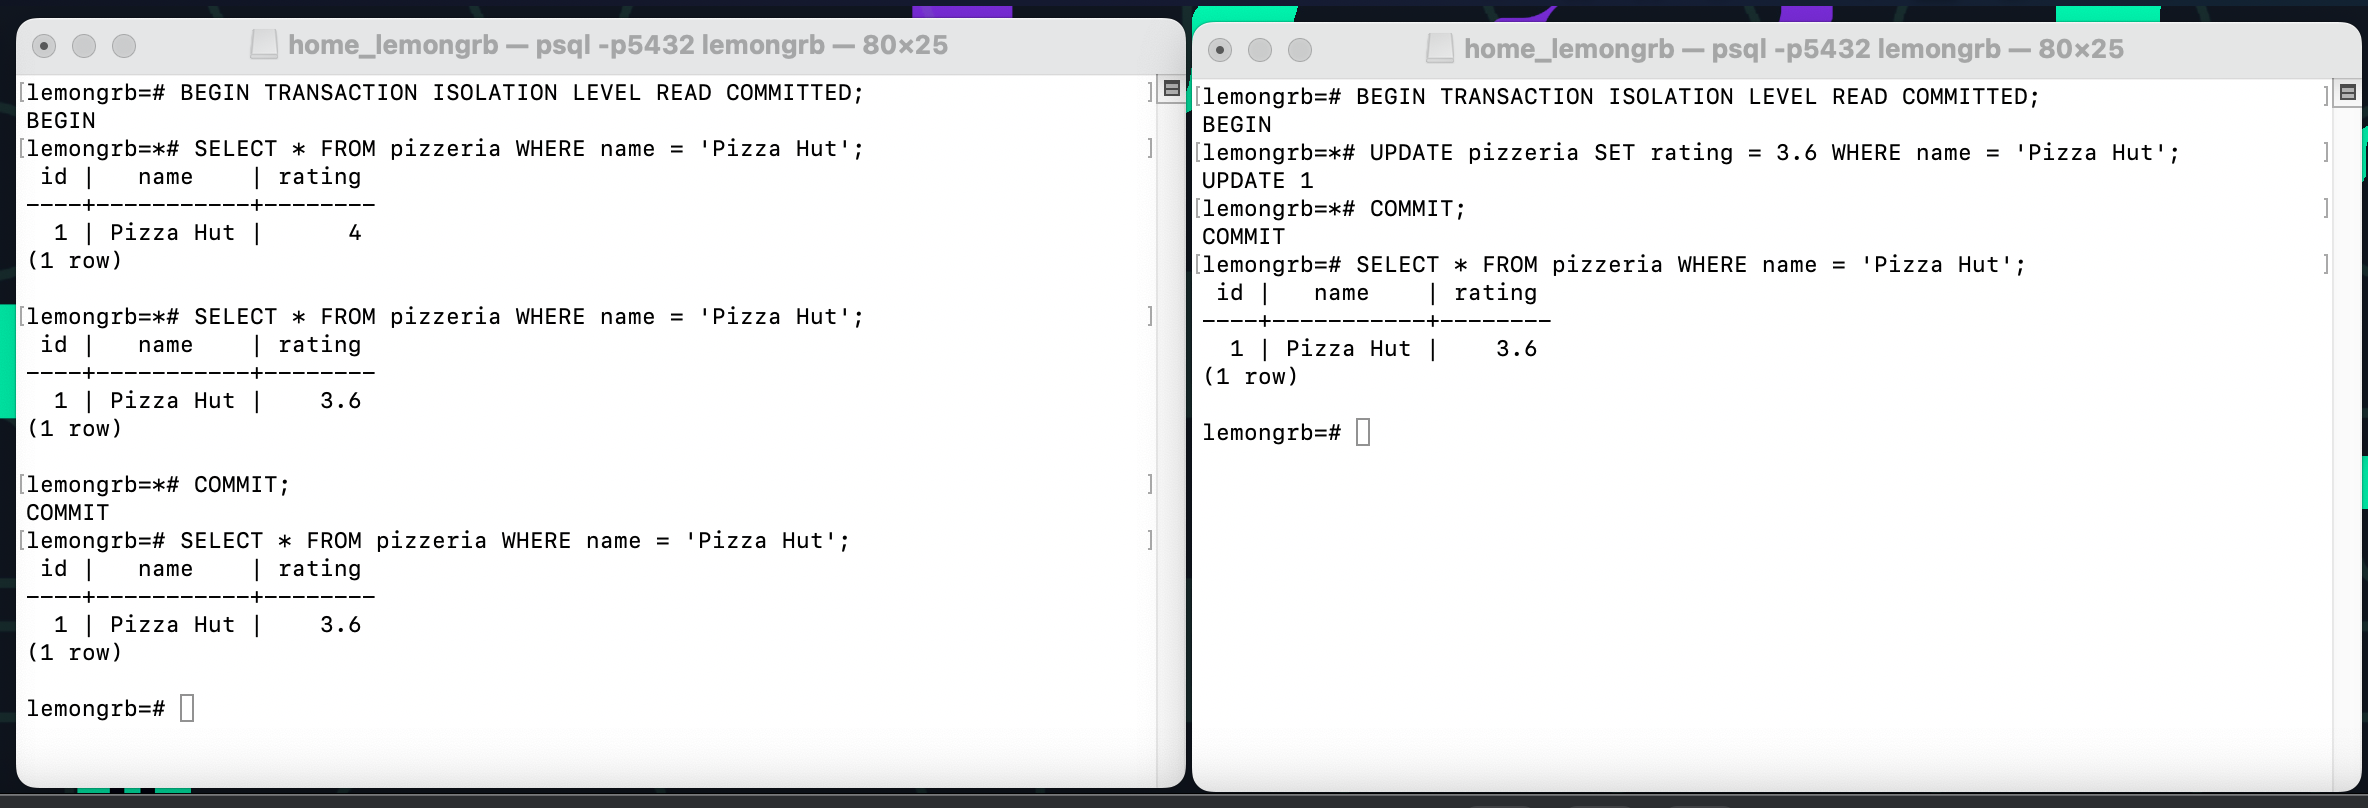 home_lemongrb — psql -p5432 lemongrb — 80×25
[lemongrb=# BEGIN TRANSACTION ISOLATION LEVEL READ COMMITTED; ]
BEGIN
[lemongrb=*# SELECT * FROM pizzeria WHERE name = 'Pizza Hut'; ]
 id |   name    | rating
----+-----------+--------
  1 | Pizza Hut |      4
(1 row)
[lemongrb=*# SELECT * FROM pizzeria WHERE name = 'Pizza Hut'; ]
 id |   name    | rating
----+-----------+--------
  1 | Pizza Hut |    3.6
(1 row)
[lemongrb=*# COMMIT; ]
COMMIT
[lemongrb=# SELECT * FROM pizzeria WHERE name = 'Pizza Hut'; ]
 id |   name    | rating
----+-----------+--------
  1 | Pizza Hut |    3.6
(1 row)
lemongrb=#
home_lemongrb — psql -p5432 lemongrb — 80×25
[lemongrb=# BEGIN TRANSACTION ISOLATION LEVEL READ COMMITTED; ]
BEGIN
[lemongrb=*# UPDATE pizzeria SET rating = 3.6 WHERE name = 'Pizza Hut'; ]
UPDATE 1
[lemongrb=*# COMMIT; ]
COMMIT
[lemongrb=# SELECT * FROM pizzeria WHERE name = 'Pizza Hut'; ]
 id |   name    | rating
----+-----------+--------
  1 | Pizza Hut |    3.6
(1 row)
lemongrb=#